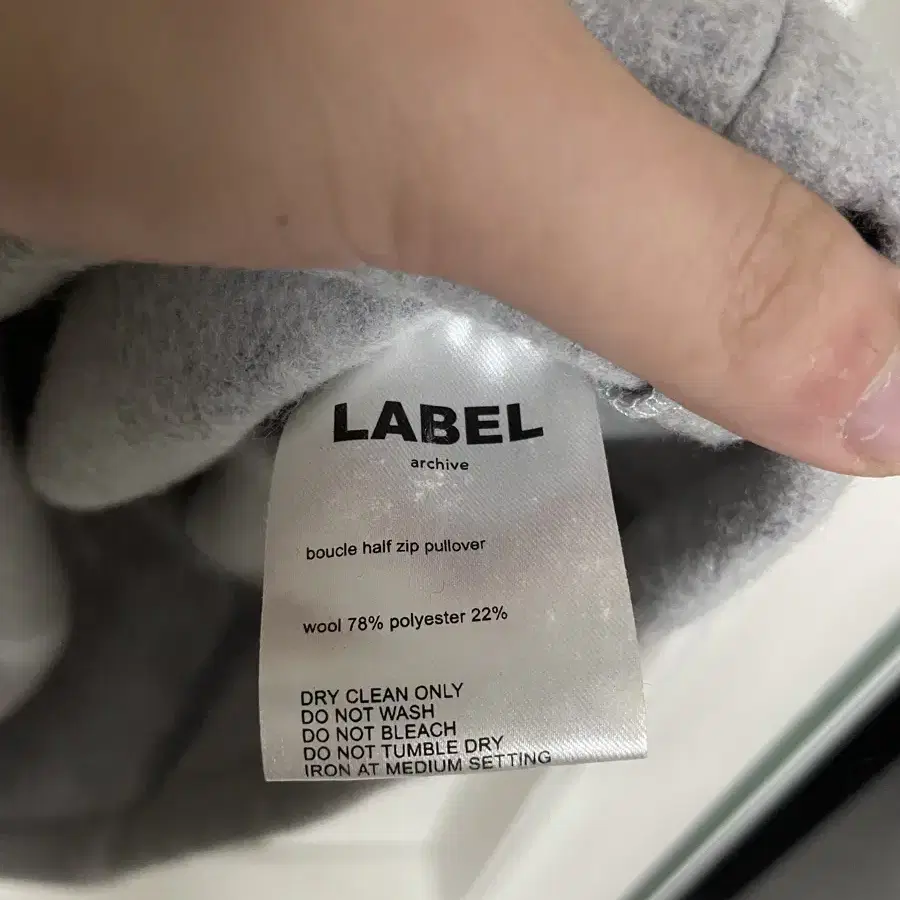 LABEL
archive
boucle half zip pullover
wool 78% polyester 22%
DRY CLEAN ONLY
DO NOT WASH
DO NOT BLEACH
DO NOT TUMBLE DRY
IRON AT MEDIUM SETTING